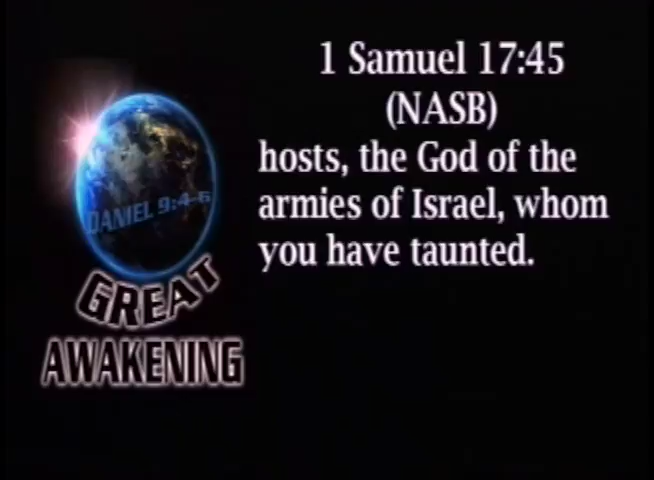 1 Samuel 17:45
(NASB)
hosts, the God of the
armies of Israel, whom
you have taunted.
DANIEL 9:4-6
GREAT
AWAKENING